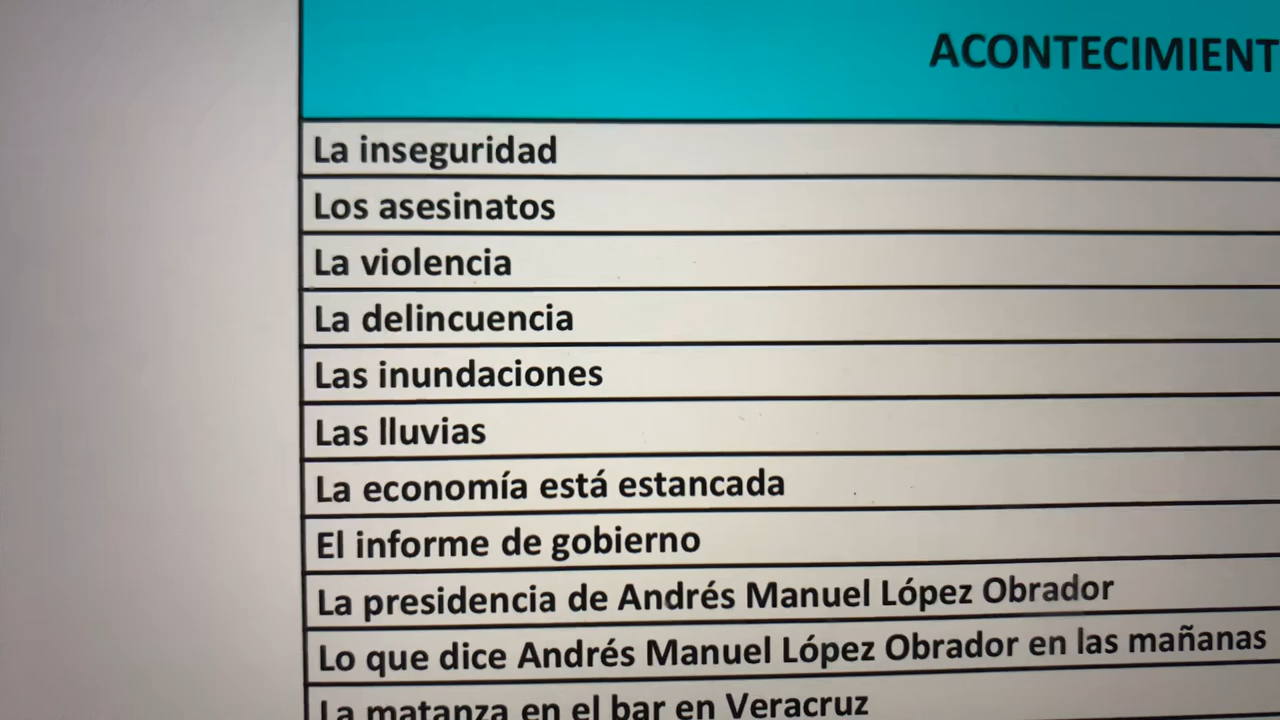 ACONTECIMIENT
La inseguridad
Los asesinatos
La violencia
La delincuencia
Las inundaciones
Las lluvias
La economía está estancada
El informe de gobierno
La presidencia de Andrés Manuel López Obrador
Lo que dice Andrés Manuel López Obrador en las mañanas
La matanza en el bar en Veracruz